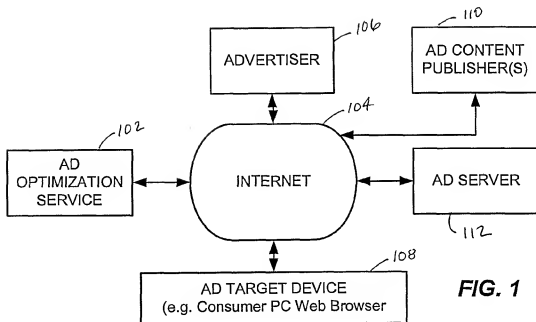 106
ADVERTISER
110
AD CONTENT
PUBLISHER(S)
104
102
AD
OPTIMIZATION
SERVICE
INTERNET
AD SERVER
112
108
AD TARGET DEVICE
(e.g. Consumer PC Web Browser
FIG. 1